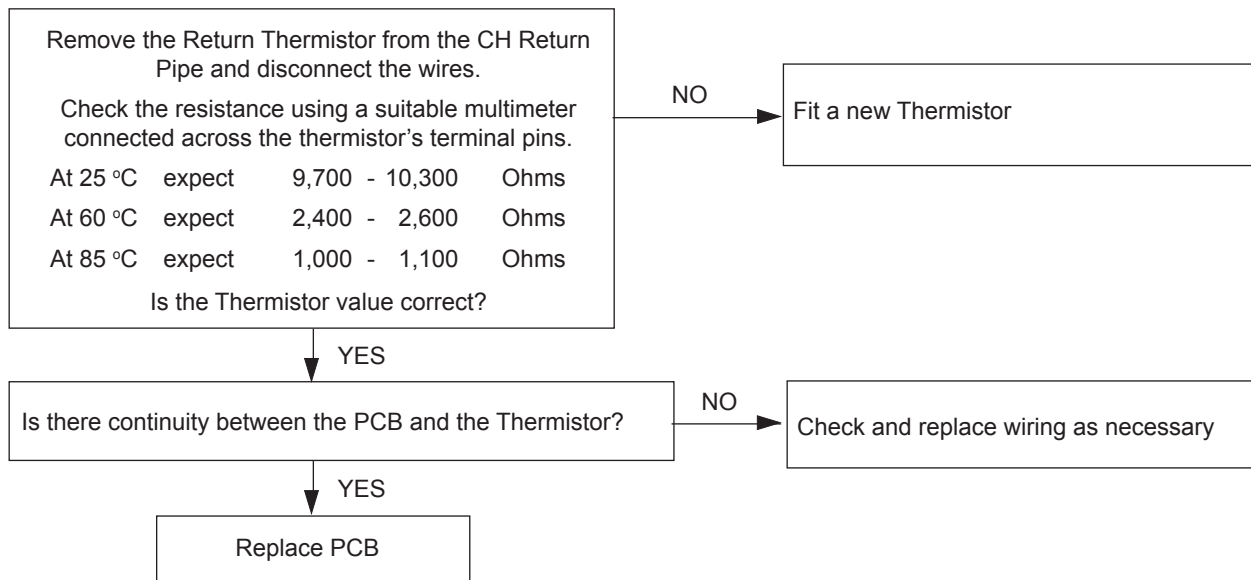 Remove the Return Thermistor from the CH Return
Pipe and disconnect the wires.
Check the resistance using a suitable multimeter
connected across the thermistor’s terminal pins.
At 25 ºC expect 9,700 - 10,300 Ohms
At 60 ºC expect 2,400 - 2,600 Ohms
At 85 ºC expect 1,000 - 1,100 Ohms
Is the Thermistor value correct?
NO
Fit a new Thermistor
YES
Is there continuity between the PCB and the Thermistor?
NO
Check and replace wiring as necessary
YES
Replace PCB